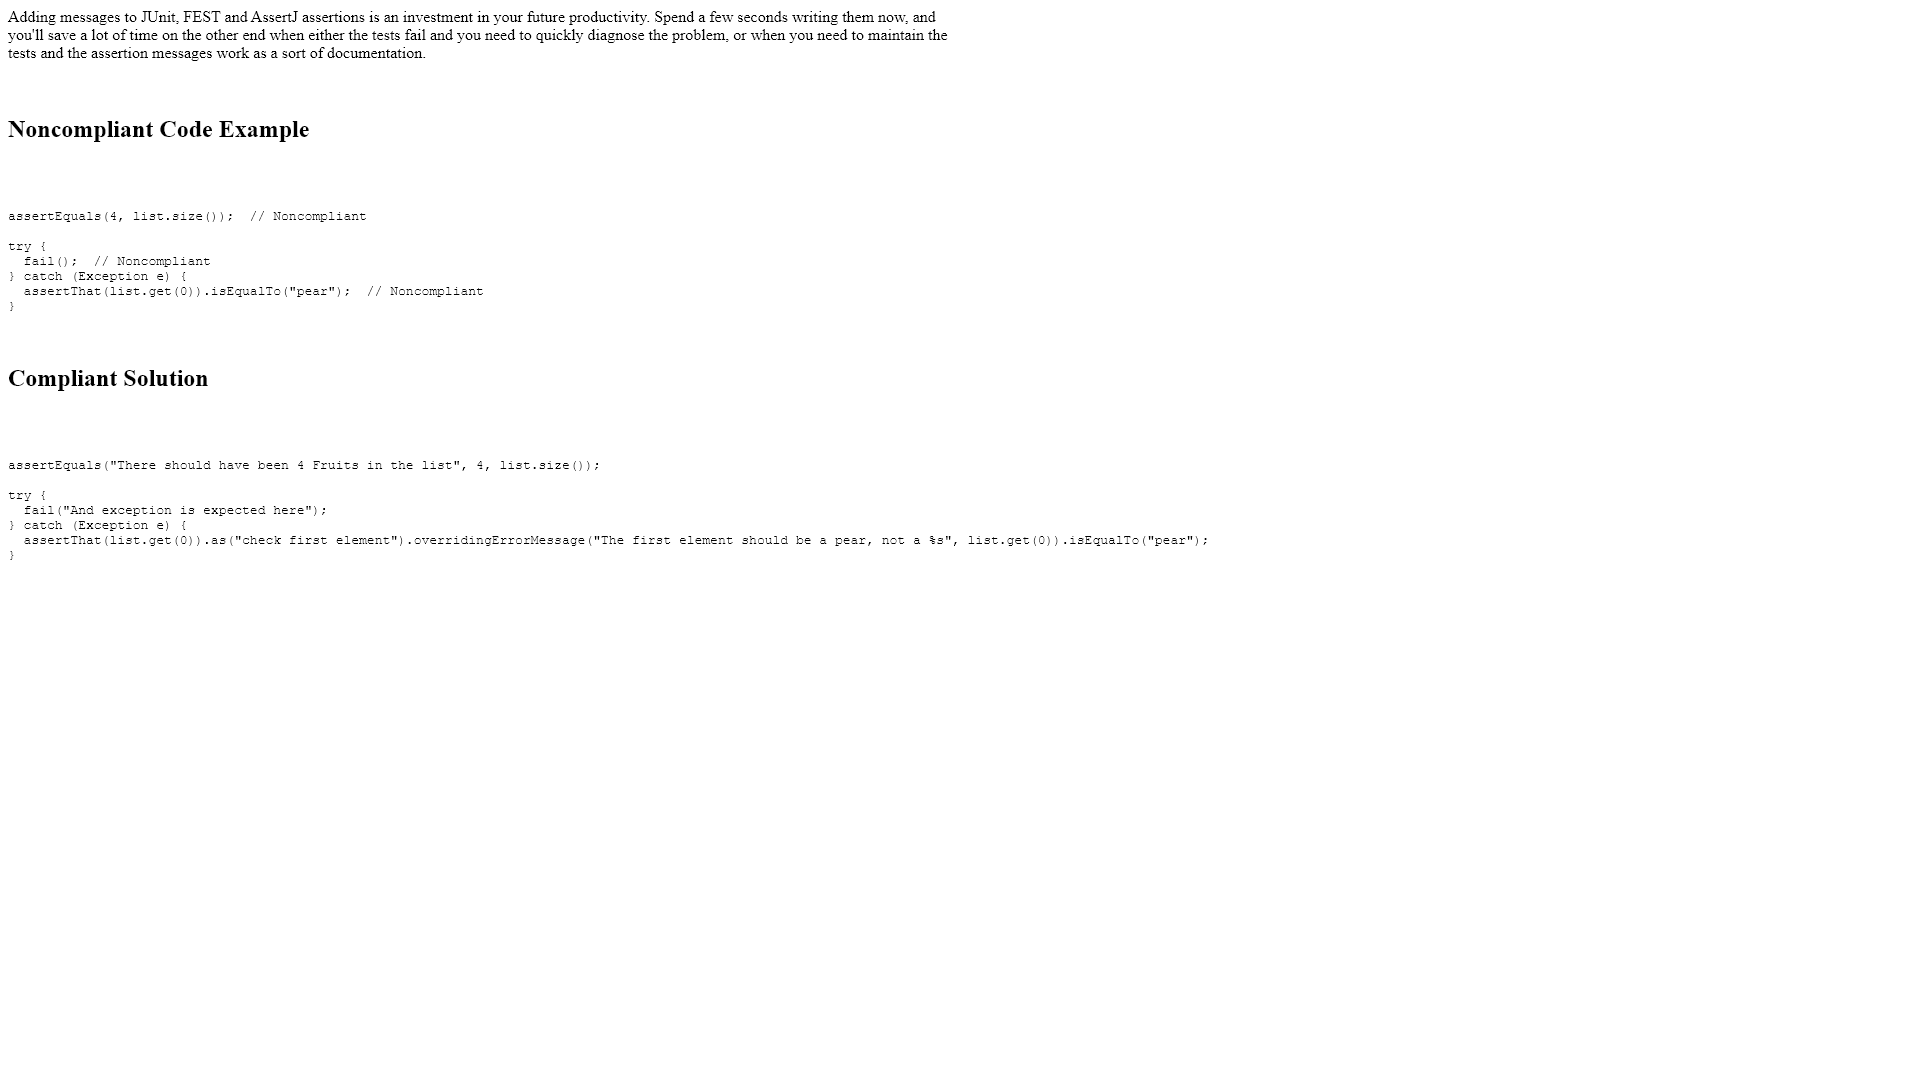 Adding messages to JUnit, FEST and AssertJ assertions is an investment in your future productivity. Spend a few seconds writing them now, and
you'll save a lot of time on the other end when either the tests fail and you need to quickly diagnose the problem, or when you need to maintain the
tests and the assertion messages work as a sort of documentation.
Noncompliant Code Example
assertEquals(4, list.size());  // Noncompliant
try {
  fail();  // Noncompliant
} catch (Exception e) {
  assertThat(list.get(0)).isEqualTo("pear");  // Noncompliant
}
Compliant Solution
assertEquals("There should have been 4 Fruits in the list", 4, list.size());
try {
  fail("And exception is expected here");
} catch (Exception e) {
  assertThat(list.get(0)).as("check first element").overridingErrorMessage("The first element should be a pear, not a %s", list.get(0)).isEqualTo("pear");
}